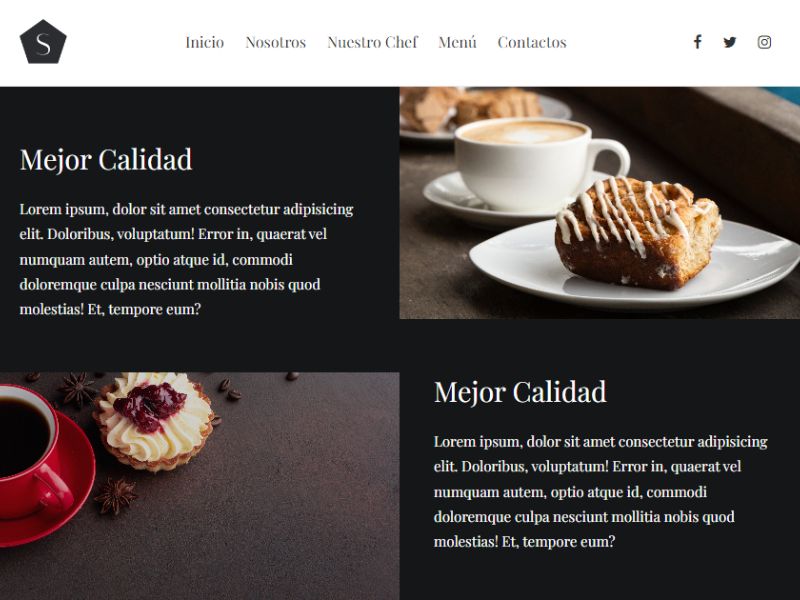 S
Inicio Nosotros Nuestro Chef Menú Contactos
Mejor Calidad
Lorem ipsum, dolor sit amet consectetur adipisicing
elit. Doloribus, voluptatum! Error in, quaerat vel
numquam autem, optio atque id, commodi
doloremque culpa nesciunt mollitia nobis quod
molestias! Et, tempore eum?
Mejor Calidad
Lorem ipsum, dolor sit amet consectetur adipisicing
elit. Doloribus, voluptatum! Error in, quaerat vel
numquam autem, optio atque id, commodi
doloremque culpa nesciunt mollitia nobis quod
molestias! Et, tempore eum?